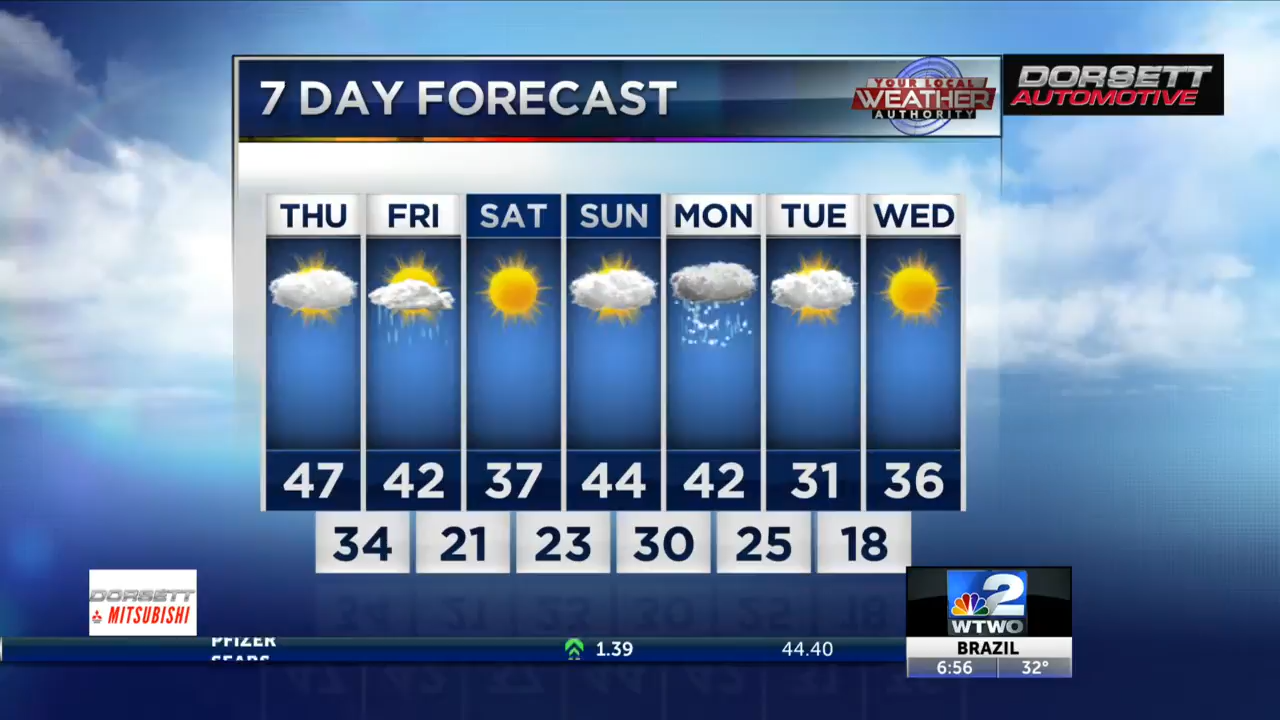 7 DAY FORECAST
YOUR LOCAL
WEATHER
AUTHORITY
DORSETT
AUTOMOTIVE
THU FRI SAT SUN MON TUE WED
47 42 37 44 42 31 36
34 21 23 30 25 18
DORSETT
MITSUBISHI
PFIZER 1.39 44.40
SEARS
2
WTWO
BRAZIL
6:56 32°